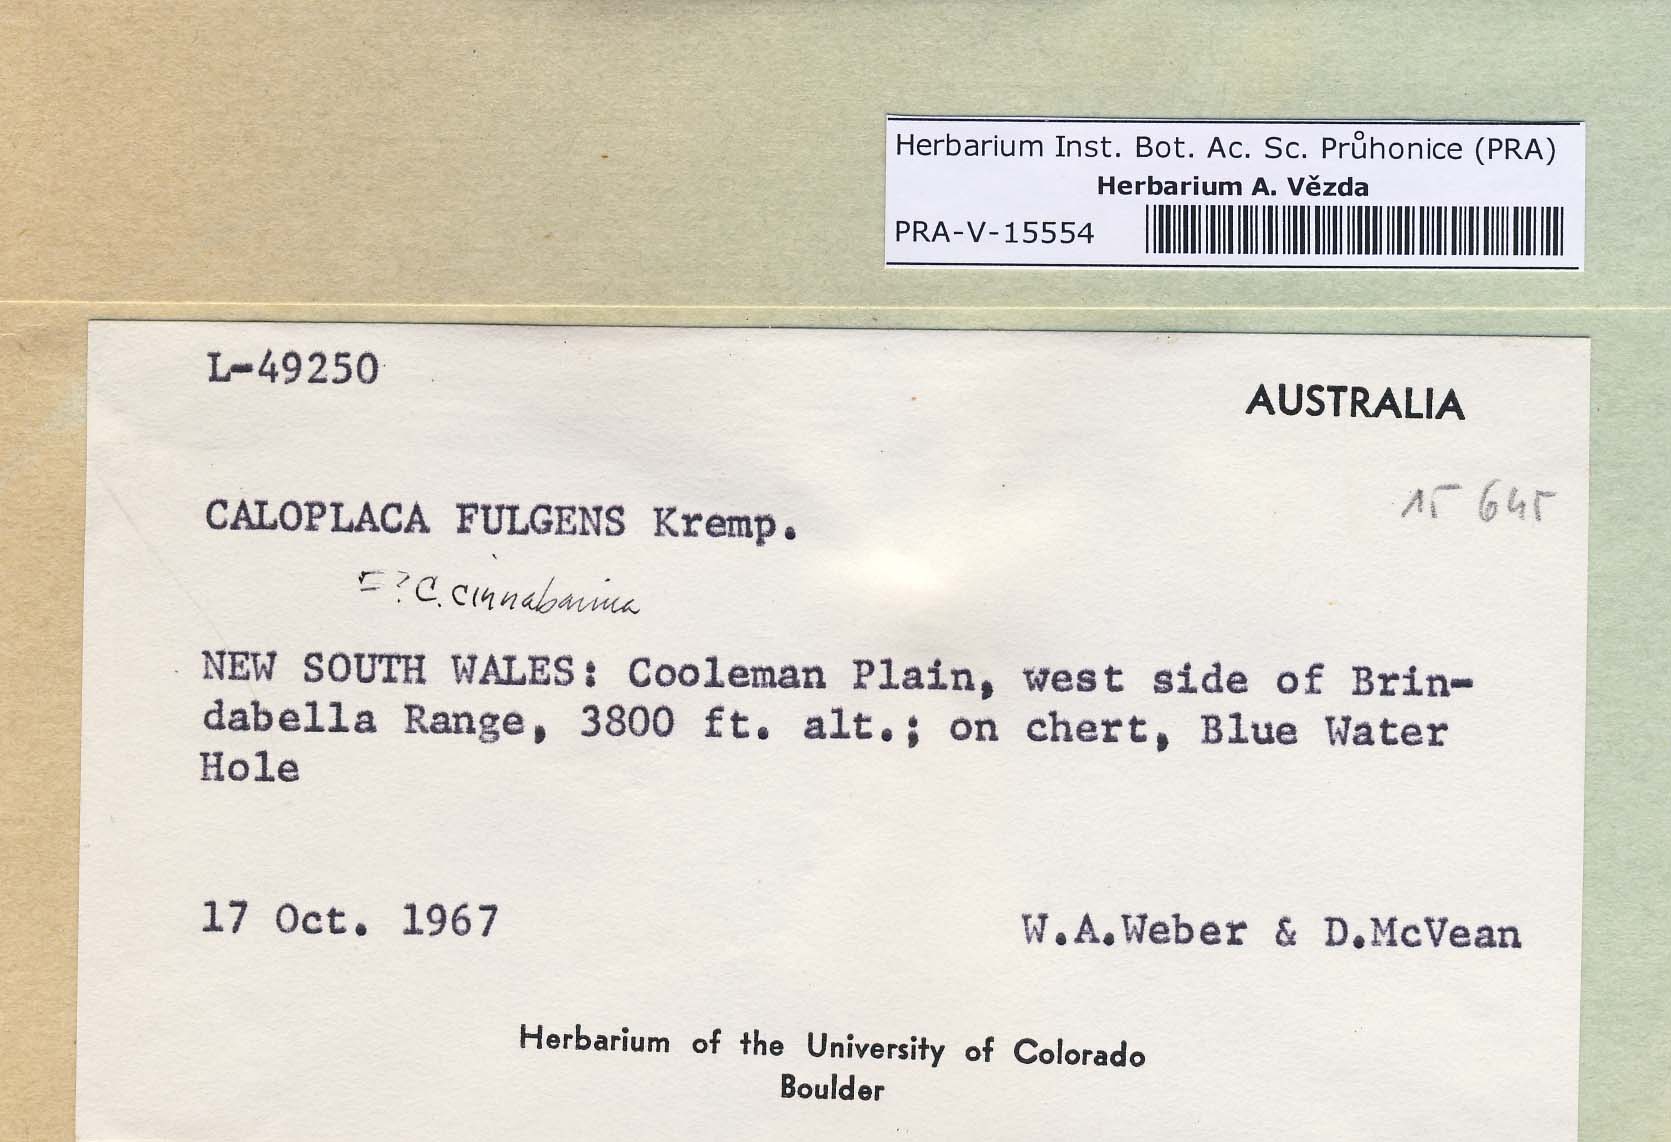 Herbarium Inst. Bot. Ac. Sc. Průhonice (PRA)
Herbarium A. Vězda
PRA-V-15554
L-49250
AUSTRALIA
15 645
CALOPLACA FULGENS Kremp.
=? C. cinnabarina
NEW SOUTH WALES: Cooleman Plain, west side of Brin-
dabella Range, 3800 ft. alt.; on chert, Blue Water
Hole
17 Oct. 1967
W.A.Weber & D.McVean
Herbarium of the University of Colorado
Boulder